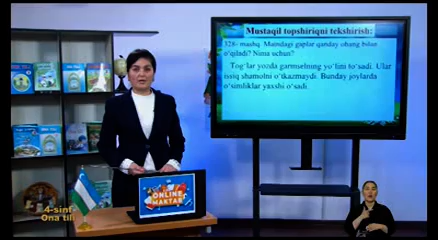 Mustaqil topshiriqni tekshirish:
328- mashq. Matndagi gaplar qanday ohang bilan
o‘qiladi? Nima uchun?
Tog‘lar yozda garmselning yo‘lini to‘sadi. Ular
issiq shamolni o‘tkazmaydi. Bunday joylarda
o‘simliklar yaxshi o‘sadi.
ONLINE
MAKTAB
4-sinf
Ona tili